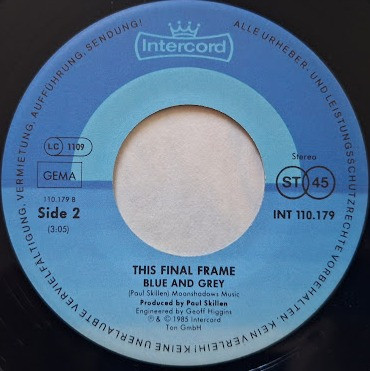 Intercord
ALLE URHEBER- UND LEISTUNGSSCHUTZRECHTE VORBEHALTEN. KEIN VERLEIH! KEINE UNERLAUBTE VERVIELFÄLTIGUNG, VERMIETUNG, AUFFÜHRUNG, SENDUNG!
LC 1109
GEMA
110.179 B
Side 2
(3:05)
Stereo
ST 45
INT 110.179
THIS FINAL FRAME
BLUE AND GREY
(Paul Skillen) Moonshadows Music
Produced by Paul Skillen
Engineered by Geoff Higgins
℗ & © 1985 Intercord
Ton GmbH